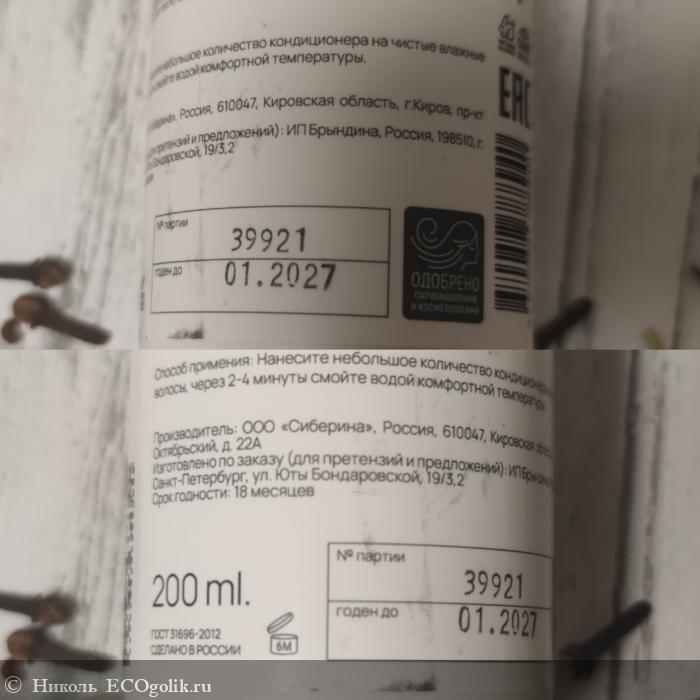 небольшое количество кондиционера на чистые влажные
смойте водой комфортной температуры.
«Сиберина», Россия, 610047, Кировская область, г.Киров, пр-кт
претензий и предложений): ИП Брындина, Россия, 198510, г.
Бондаровской, 19/3,2
EAC
№ партии
39921
годен до
01.2027
ОДОБРЕНО
ПАРИКМАХЕРАМИ
И КОСМЕТОЛОГАМИ
Способ применения: Нанесите небольшое количество кондиционера
волосы, через 2-4 минуты смойте водой комфортной температуры
Производитель: ООО «Сиберина», Россия, 610047, Кировская
Октябрьский, д. 22А
Изготовлено по заказу (для претензий и предложений): ИП
Санкт-Петербург, ул. Юты Бондаровской, 19/3,2
Срок годности: 18 месяцев
№ партии
39921
200 ml.
годен до
01.2027
ГОСТ 31696-2012
СДЕЛАНО В РОССИИ
6M
© Николь ECOgolik.ru